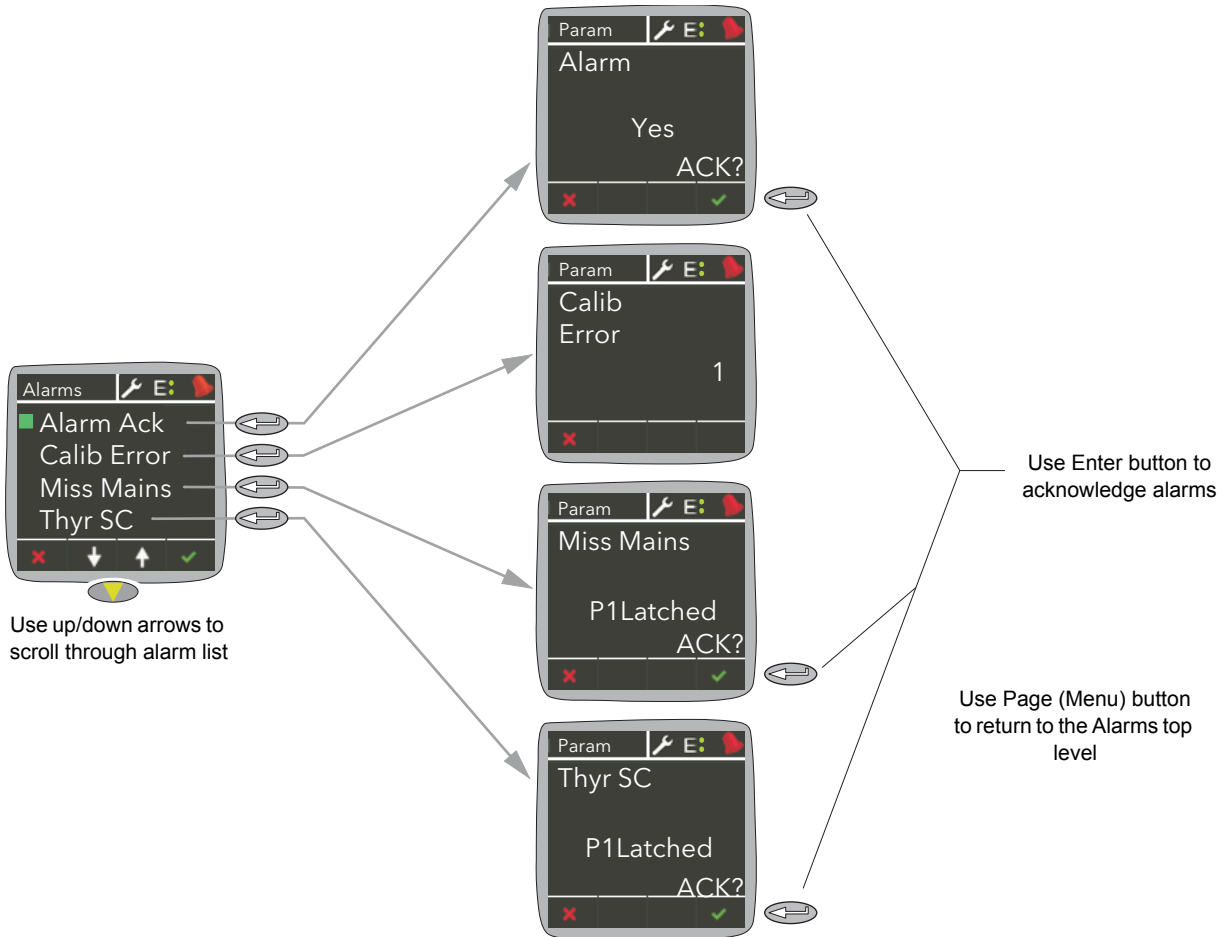 Alarms E:
Alarm Ack
Calib Error
Miss Mains
Thyr SC
Use up/down arrows to
scroll through alarm list
Param E:
Alarm
Yes
ACK?
Param E:
Calib
Error
1
Param E:
Miss Mains
P1Latched
ACK?
Param E:
Thyr SC
P1Latched
ACK?
Use Enter button to
acknowledge alarms
Use Page (Menu) button
to return to the Alarms top
level